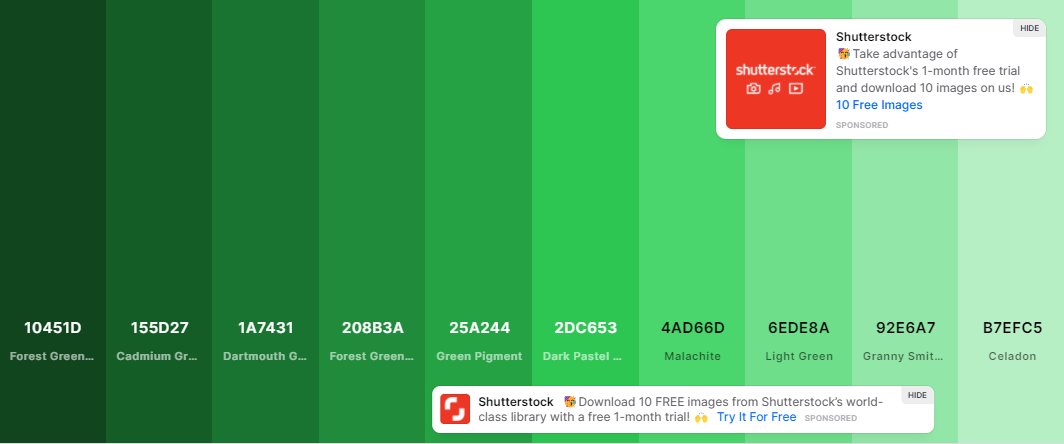 HIDE
Shutterstock
shutterstock
Take advantage of
Shutterstock's 1-month free trial
and download 10 images on us!
10 Free Images
SPONSORED
10451D
155D27
1A7431
208B3A
25A244
2DC653
4AD66D
6EDE8A
92E6A7
B7EFC5
Forest Green...
Cadmium Gr...
Dartmouth G...
Forest Green...
Green Pigment
Dark Pastel ...
Malachite
Light Green
Granny Smit...
Celadon
HIDE
Shutterstock Download 10 FREE images from Shutterstock’s world-
class library with a free 1-month trial! Try It For Free SPONSORED